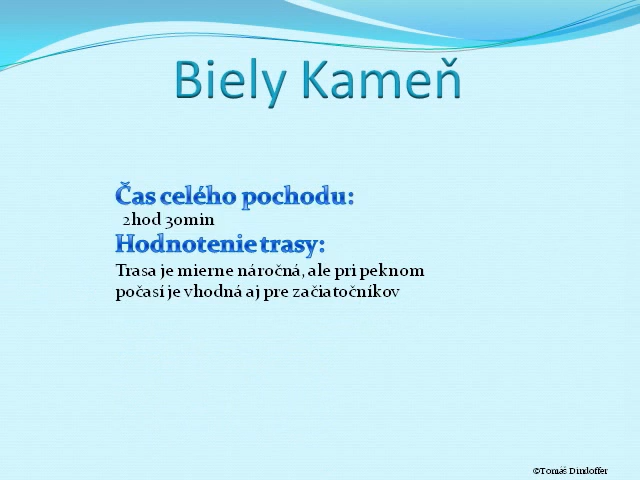 Biely Kameň
Čas celého pochodu:
2hod 30min
Hodnotenie trasy:
Trasa je mierne náročná, ale pri peknom
počasí je vhodná aj pre začiatočníkov
©Tomáš Dindoffer